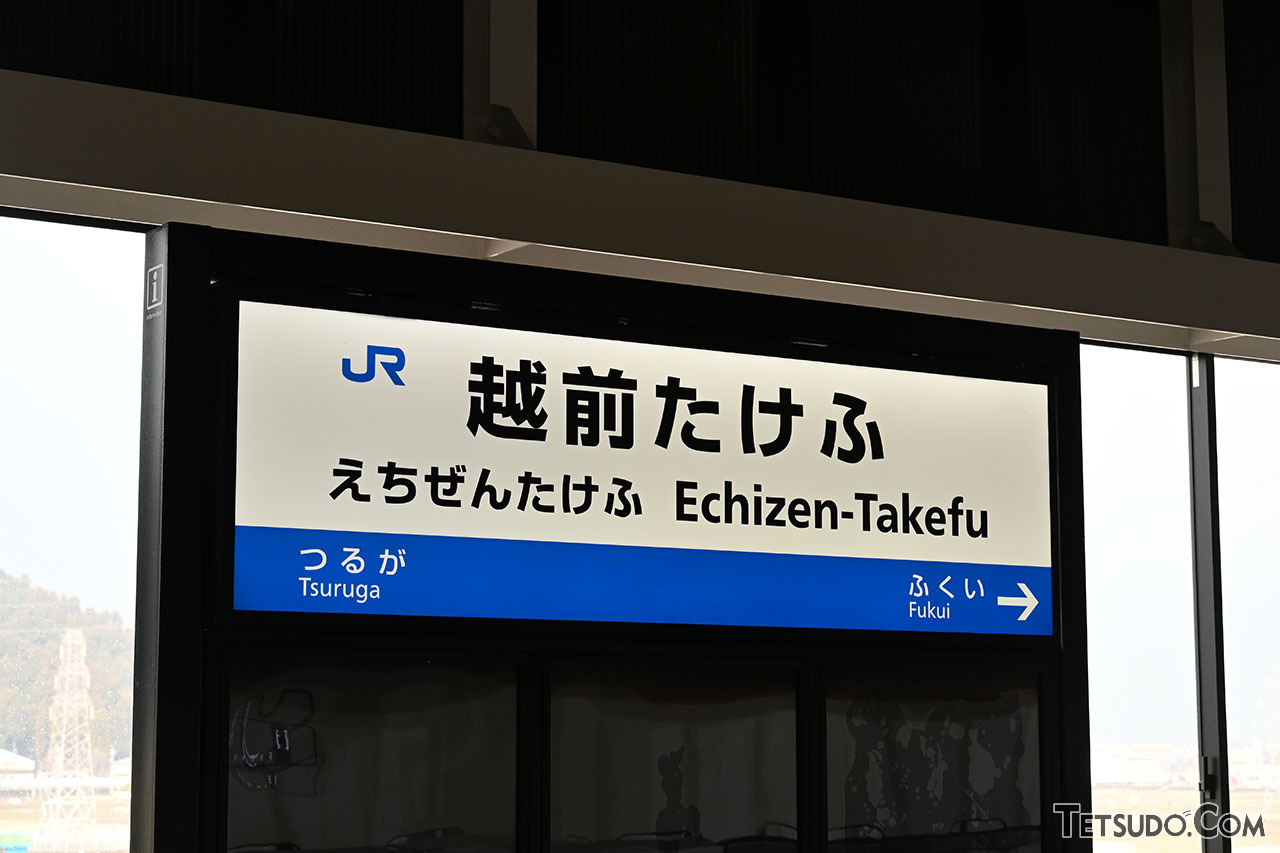 JR 越前たけふ
えちぜんたけふ Echizen-Takefu
つるが ふくい →
Tsuruga Fukui
TETSUDO.COM